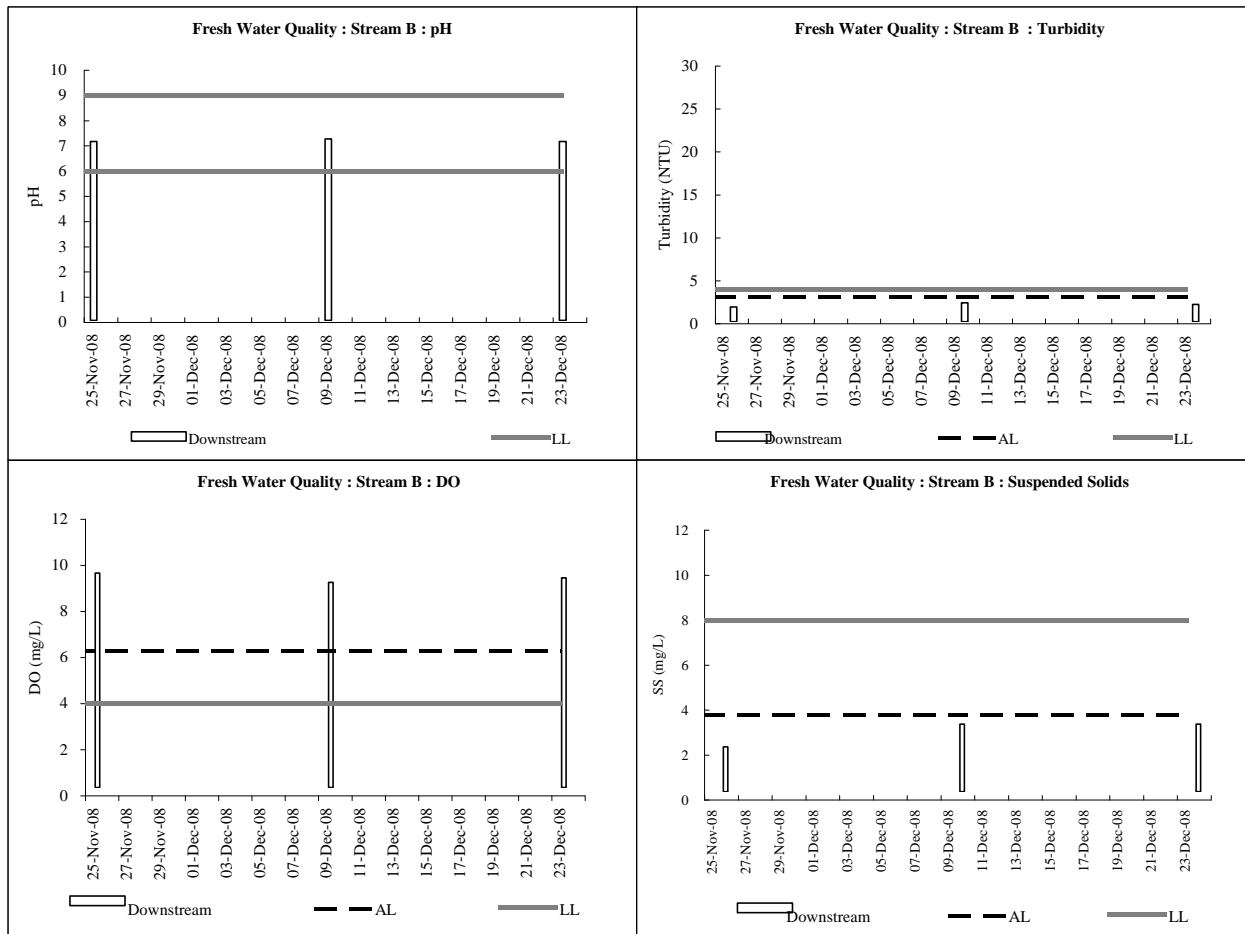 Fresh Water Quality : Stream B : pH
10
9
8
7
6
5
4
3
2
1
0
pH
25-Nov-08
27-Nov-08
29-Nov-08
01-Dec-08
03-Dec-08
05-Dec-08
07-Dec-08
09-Dec-08
11-Dec-08
13-Dec-08
15-Dec-08
17-Dec-08
19-Dec-08
21-Dec-08
23-Dec-08
Downstream LL
Fresh Water Quality : Stream B : Turbidity
30
25
20
15
10
5
0
Turbidity (NTU)
25-Nov-08
27-Nov-08
29-Nov-08
01-Dec-08
03-Dec-08
05-Dec-08
07-Dec-08
09-Dec-08
11-Dec-08
13-Dec-08
15-Dec-08
17-Dec-08
19-Dec-08
21-Dec-08
23-Dec-08
Downstream AL LL
Fresh Water Quality : Stream B : DO
12
10
8
6
4
2
0
DO (mg/L)
25-Nov-08
27-Nov-08
29-Nov-08
01-Dec-08
03-Dec-08
05-Dec-08
07-Dec-08
09-Dec-08
11-Dec-08
13-Dec-08
15-Dec-08
17-Dec-08
19-Dec-08
21-Dec-08
23-Dec-08
Downstream AL LL
Fresh Water Quality : Stream B : Suspended Solids
12
10
8
6
4
2
0
SS (mg/L)
25-Nov-08
27-Nov-08
29-Nov-08
01-Dec-08
03-Dec-08
05-Dec-08
07-Dec-08
09-Dec-08
11-Dec-08
13-Dec-08
15-Dec-08
17-Dec-08
19-Dec-08
21-Dec-08
23-Dec-08
Downstream AL LL